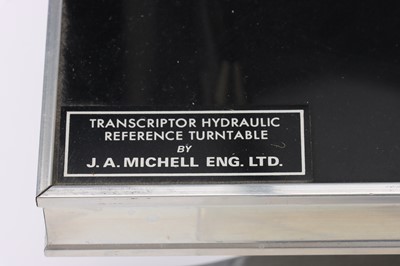 TRANSCRIPTOR HYDRAULIC
REFERENCE TURNTABLE
BY
J. A. MICHELL ENG. LTD.